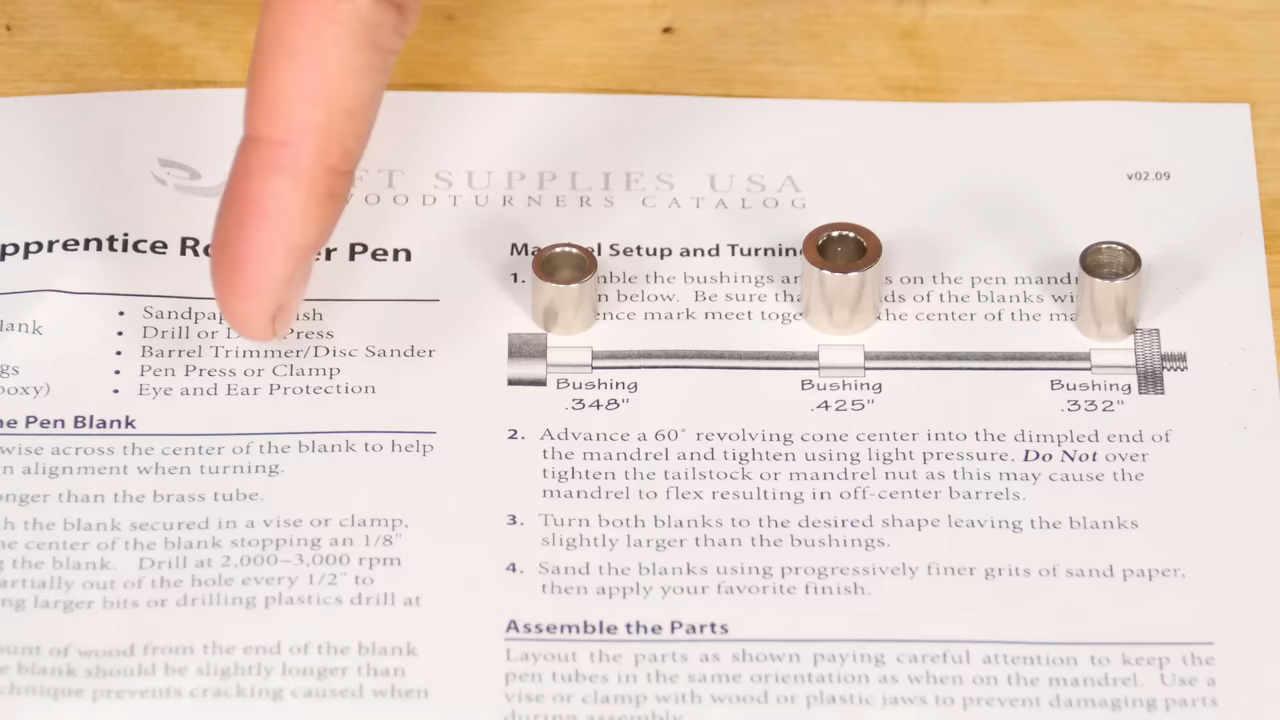 FT SUPPLIES USA
WOODTURNERS CATALOG
v02.09
pprentice Ro er Pen
lank
gs
oxy)
• Sandpap ish
• Drill or D Press
• Barrel Trimmer/Disc Sander
• Pen Press or Clamp
• Eye and Ear Protection
ne Pen Blank
wise across the center of the blank to help
n alignment when turning.
onger than the brass tube.
h the blank secured in a vise or clamp,
ne center of the blank stopping an 1/8"
g the blank. Drill at 2,000–3,000 rpm
artially out of the hole every 1/2" to
ng larger bits or drilling plastics drill at
ount of wood from the end of the blank
e blank should be slightly longer than
chnique prevents cracking caused when
Ma el Setup and Turnin
1. mble the bushings an s on the pen mand
n below. Be sure tha ds of the blanks wi
ence mark meet toge the center of the ma
Bushing
.348"
Bushing
.425"
Bushing
.332"
2. Advance a 60° revolving cone center into the dimpled end of
the mandrel and tighten using light pressure. Do Not over
tighten the tailstock or mandrel nut as this may cause the
mandrel to flex resulting in off-center barrels.
3. Turn both blanks to the desired shape leaving the blanks
slightly larger than the bushings.
4. Sand the blanks using progressively finer grits of sand paper,
then apply your favorite finish.
Assemble the Parts
Layout the parts as shown paying careful attention to keep the
pen tubes in the same orientation as when on the mandrel. Use a
vise or clamp with wood or plastic jaws to prevent damaging parts
during assembly.